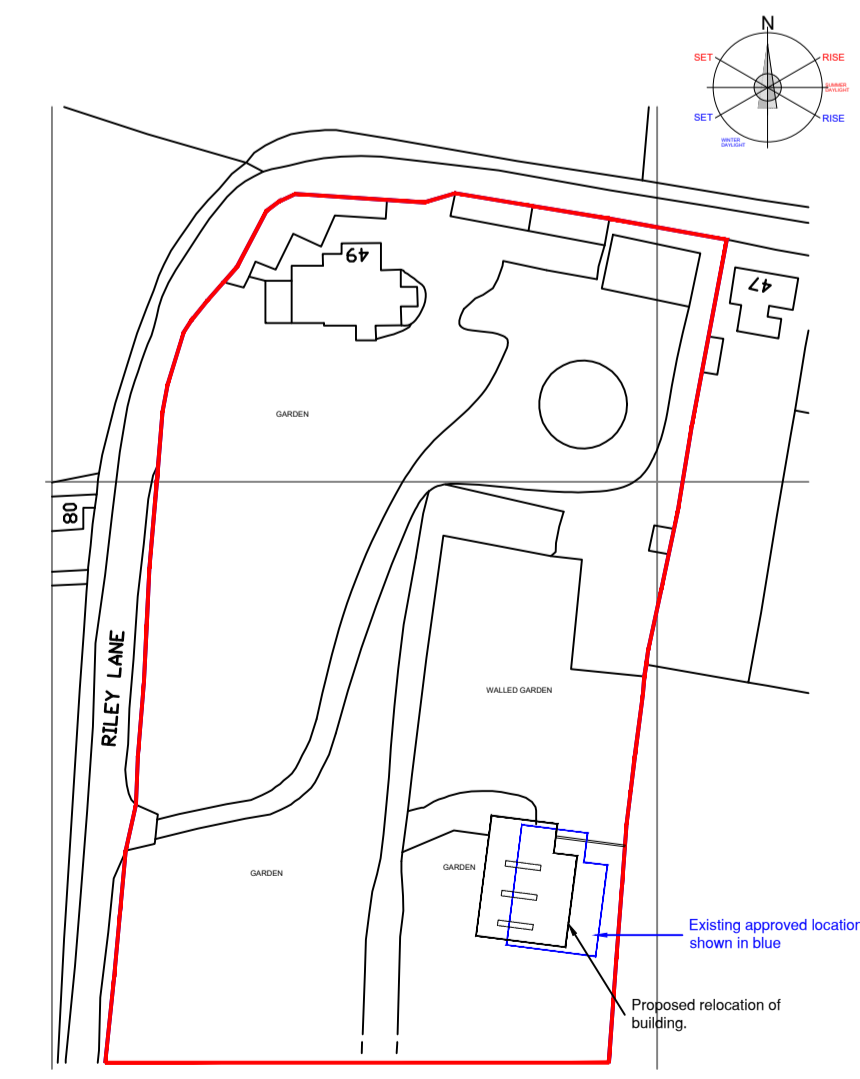 N
SET
RISE
SUMMER
DAYLIGHT
SET
RISE
WINTER
DAYLIGHT
49
47
GARDEN
80
RILEY LANE
WALLED GARDEN
GARDEN
GARDEN
Existing approved location
shown in blue
Proposed relocation of
building.